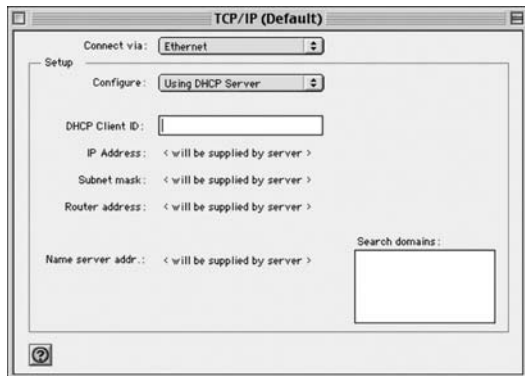 TCP/IP (Default)
Connect via: Ethernet
Setup
Configure: Using DHCP Server
DHCP Client ID:
IP Address: < will be supplied by server >
Subnet mask: < will be supplied by server >
Router address: < will be supplied by server >
Search domains:
Name server addr.: < will be supplied by server >
?